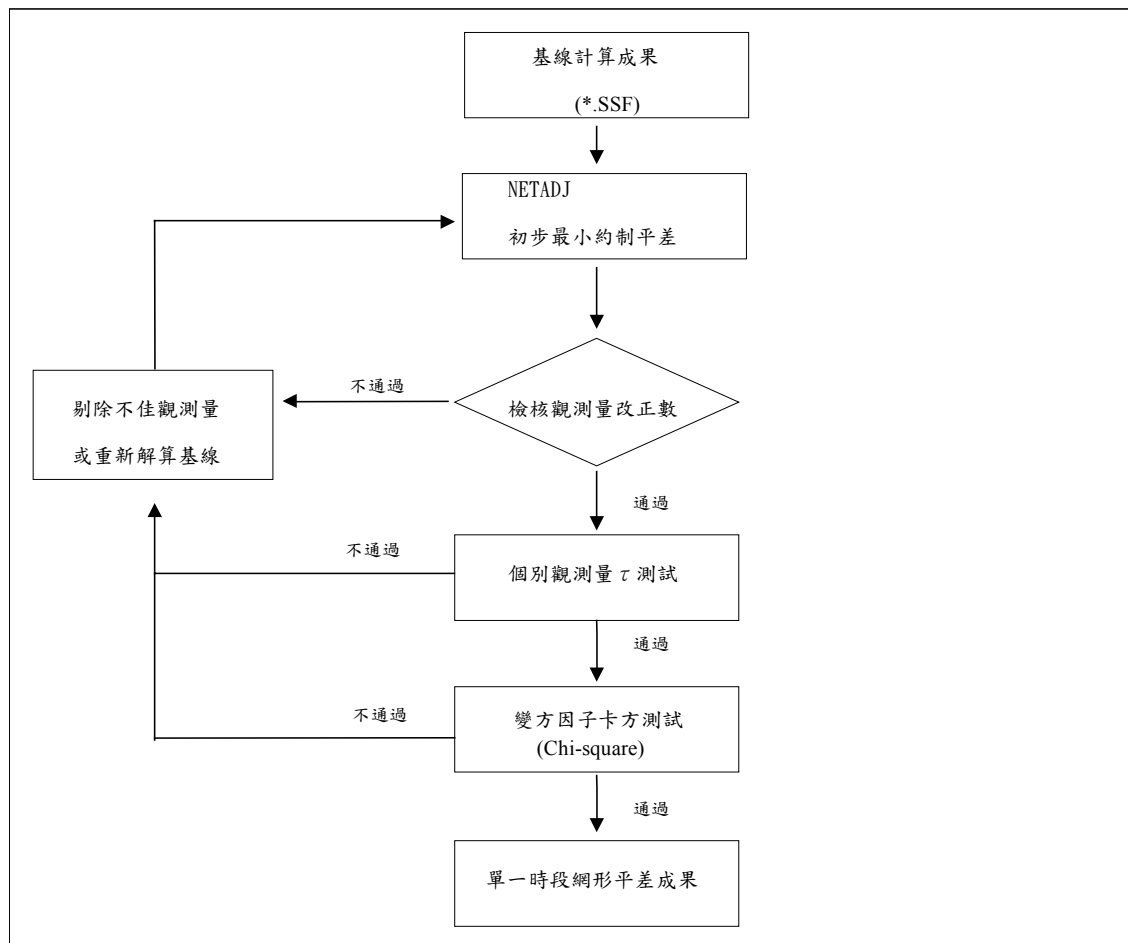 基線計算成果
(*.SSF)
NETADJ
初步最小約制平差
不通過
檢核觀測量改正數
剔除不佳觀測量
或重新解算基線
通過
不通過
個別觀測量τ測試
通過
不通過
變方因子卡方測試
(Chi-square)
通過
單一時段網形平差成果